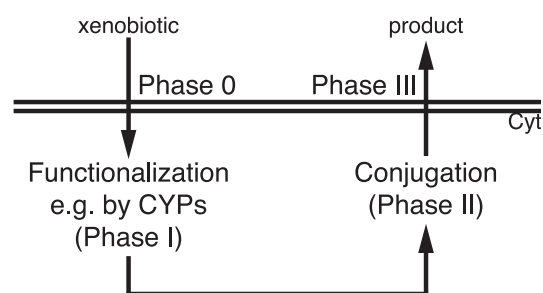 xenobiotic
product
Phase 0
Phase III
Cyt
Functionalization
e.g. by CYPs
(Phase I)
Conjugation
(Phase II)